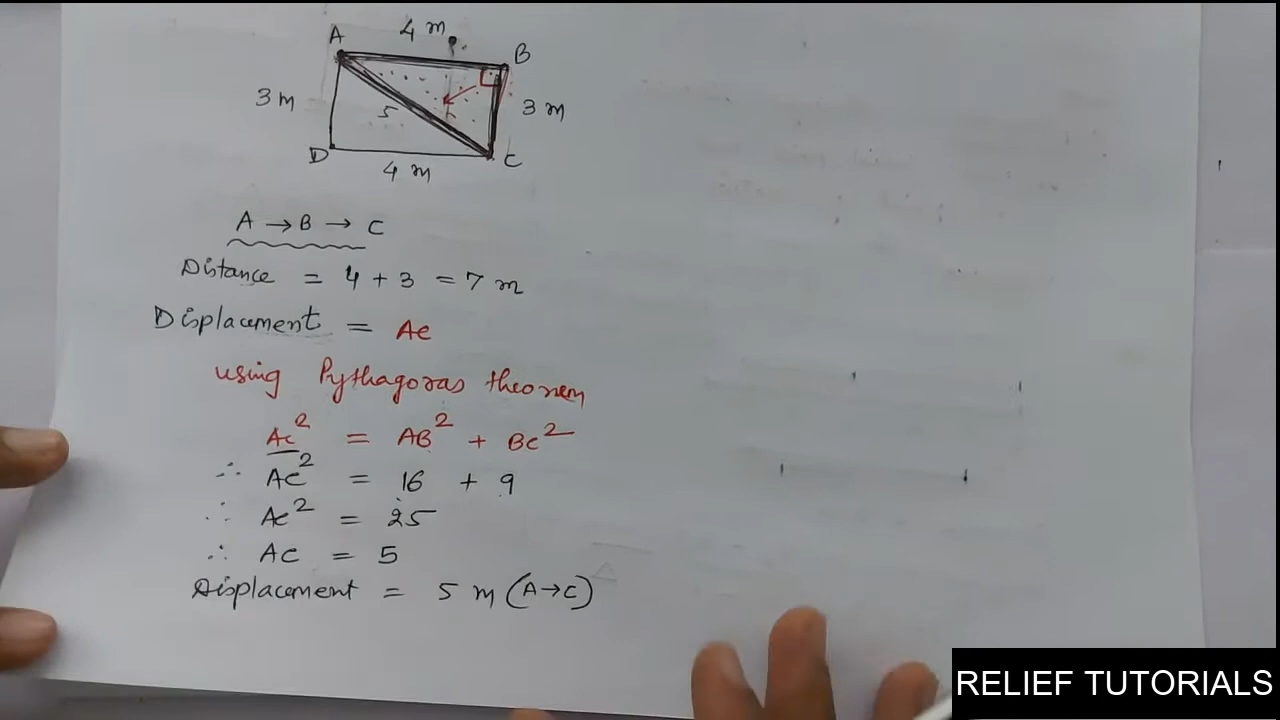 4 m
A
B
3 m
5
3 m
D
C
4 m
A → B → C
Distance = 4 + 3 = 7 m
Displacement = AC
using Pythagoras theorem
AC² = AB² + BC²
∴ AC² = 16 + 9
∴ AC² = 25
∴ AC = 5
Displacement = 5 m (A→C)
RELIEF TUTORIALS